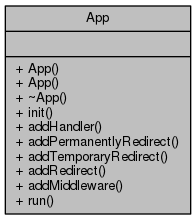 App
+ App()
+ App()
+ ~App()
+ init()
+ addHandler()
+ addPermanentlyRedirect()
+ addTemporaryRedirect()
+ addRedirect()
+ addMiddleware()
+ run()